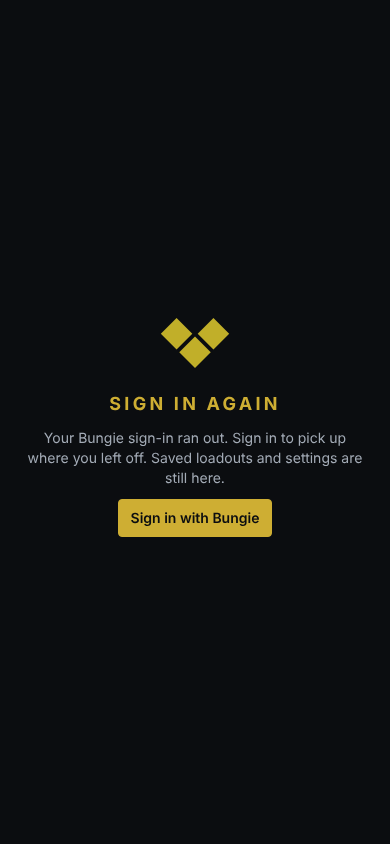 SIGN IN AGAIN
Your Bungie sign-in ran out. Sign in to pick up
where you left off. Saved loadouts and settings are
still here.
Sign in with Bungie